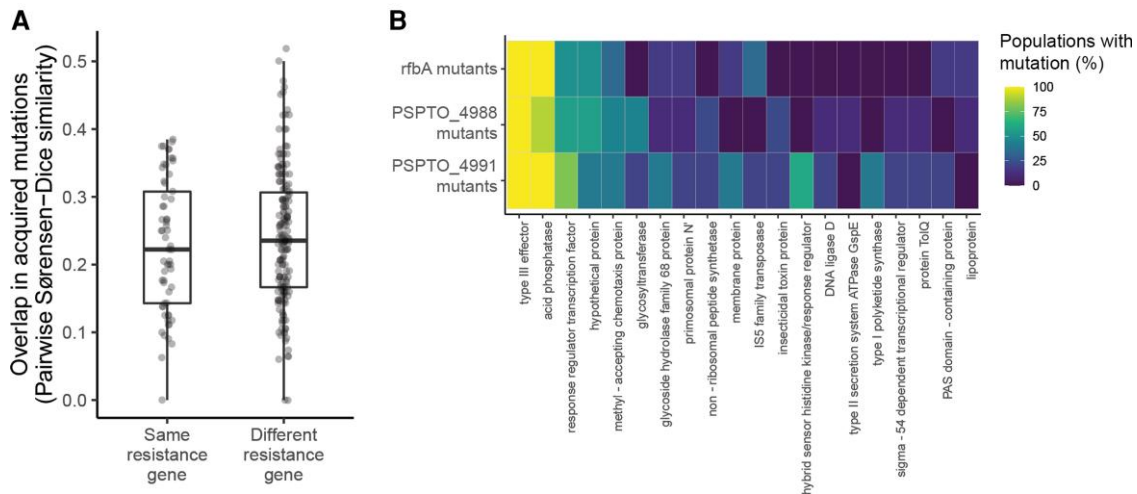 A
Overlap in acquired mutations
(Pairwise Sørensen-Dice similarity)
0.5
0.4
0.3
0.2
0.1
0.0
Same
resistance
gene
Different
resistance
gene
B
rfbA mutants
PSPTO_4988
mutants
PSPTO_4991
mutants
type III effector
acid phosphatase
response regulator transcription factor
hypothetical protein
methyl - accepting chemotaxis protein
glycosyltransferase
glycoside hydrolase family 68 protein
primosomal protein N'
non - ribosomal peptide synthetase
membrane protein
IS5 family transposase
insecticidal toxin protein
hybrid sensor histidine kinase/response regulator
DNA ligase D
type II secretion system ATPase GspE
type I polyketide synthase
sigma - 54 dependent transcriptional regulator
protein TolQ
PAS domain - containing protein
lipoprotein
Populations with
mutation (%)
100
75
50
25
0